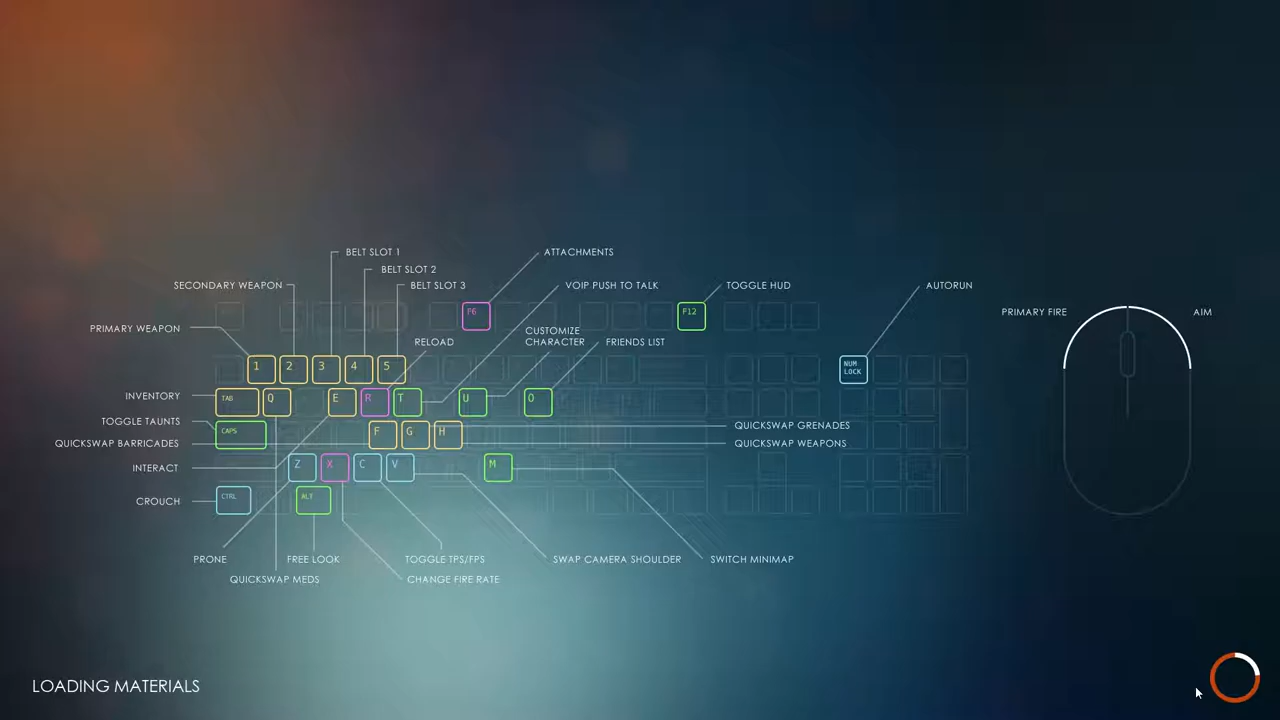 BELT SLOT 1
ATTACHMENTS
BELT SLOT 2
SECONDARY WEAPON
BELT SLOT 3
VOIP PUSH TO TALK
TOGGLE HUD
AUTORUN
F6
F12
PRIMARY FIRE
AIM
PRIMARY WEAPON
CUSTOMIZE
CHARACTER
RELOAD
FRIENDS LIST
1 2 3 4 5
NUM
LOCK
INVENTORY
TAB Q E R T U O
TOGGLE TAUNTS
CAPS F G H
QUICKSWAP GRENADES
QUICKSWAP BARRICADES
QUICKSWAP WEAPONS
INTERACT
Z X C V M
CROUCH
CTRL ALT
PRONE
FREE LOOK
TOGGLE TPS/FPS
SWAP CAMERA SHOULDER
SWITCH MINIMAP
QUICKSWAP MEDS
CHANGE FIRE RATE
LOADING MATERIALS